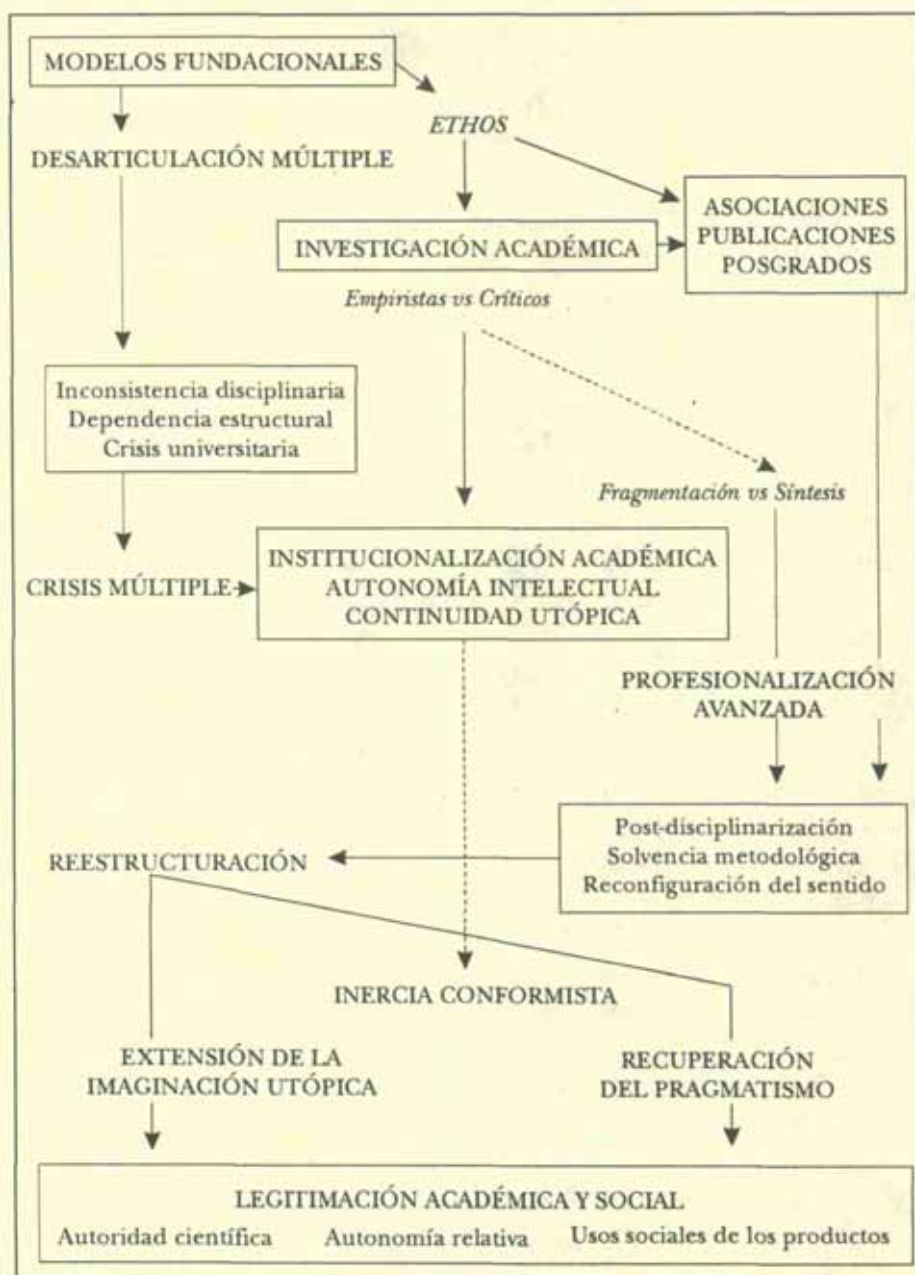 MODELOS FUNDACIONALES
ETHOS
DESARTICULACIÓN MÚLTIPLE
ASOCIACIONES
PUBLICACIONES
POSGRADOS
INVESTIGACIÓN ACADÉMICA
Empiristas vs Críticos
Inconsistencia disciplinaria
Dependencia estructural
Crisis universitaria
Fragmentación vs Síntesis
INSTITUCIONALIZACIÓN ACADÉMICA
AUTONOMÍA INTELECTUAL
CONTINUIDAD UTÓPICA
CRISIS MÚLTIPLE
PROFESIONALIZACIÓN
AVANZADA
Post-disciplinarización
Solvencia metodológica
Reconfiguración del sentido
REESTRUCTURACIÓN
INERCIA CONFORMISTA
EXTENSIÓN DE LA
IMAGINACIÓN UTÓPICA
RECUPERACIÓN
DEL PRAGMATISMO
LEGITIMACIÓN ACADÉMICA Y SOCIAL
Autoridad científica Autonomía relativa Usos sociales de los productos